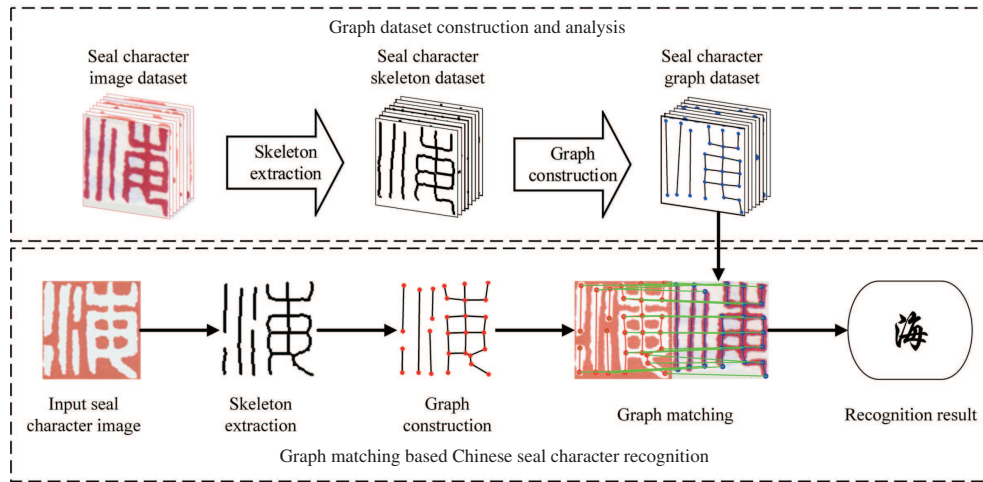 Graph dataset construction and analysis
Seal character
image dataset
Seal character
skeleton dataset
Seal character
graph dataset
Skeleton
extraction
Graph
construction
海
Input seal
character image
Skeleton
extraction
Graph
construction
Graph matching
Recognition result
Graph matching based Chinese seal character recognition